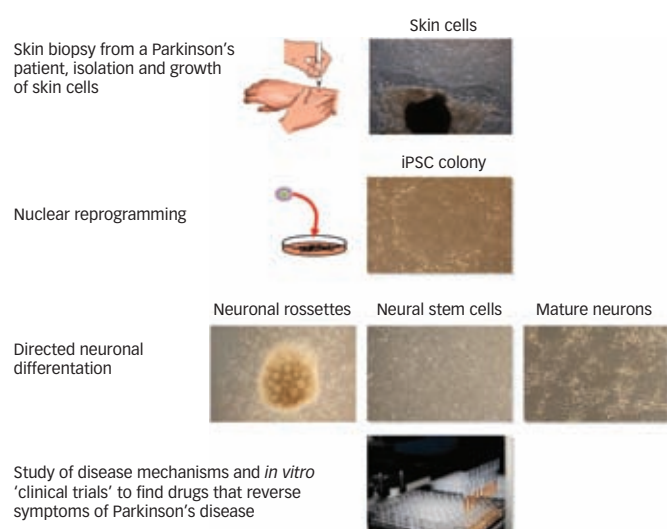 Skin cells
Skin biopsy from a Parkinson's
patient, isolation and growth
of skin cells
iPSC colony
Nuclear reprogramming
Neuronal rossettes
Neural stem cells
Mature neurons
Directed neuronal
differentation
Study of disease mechanisms and in vitro
'clinical trials' to find drugs that reverse
symptoms of Parkinson's disease